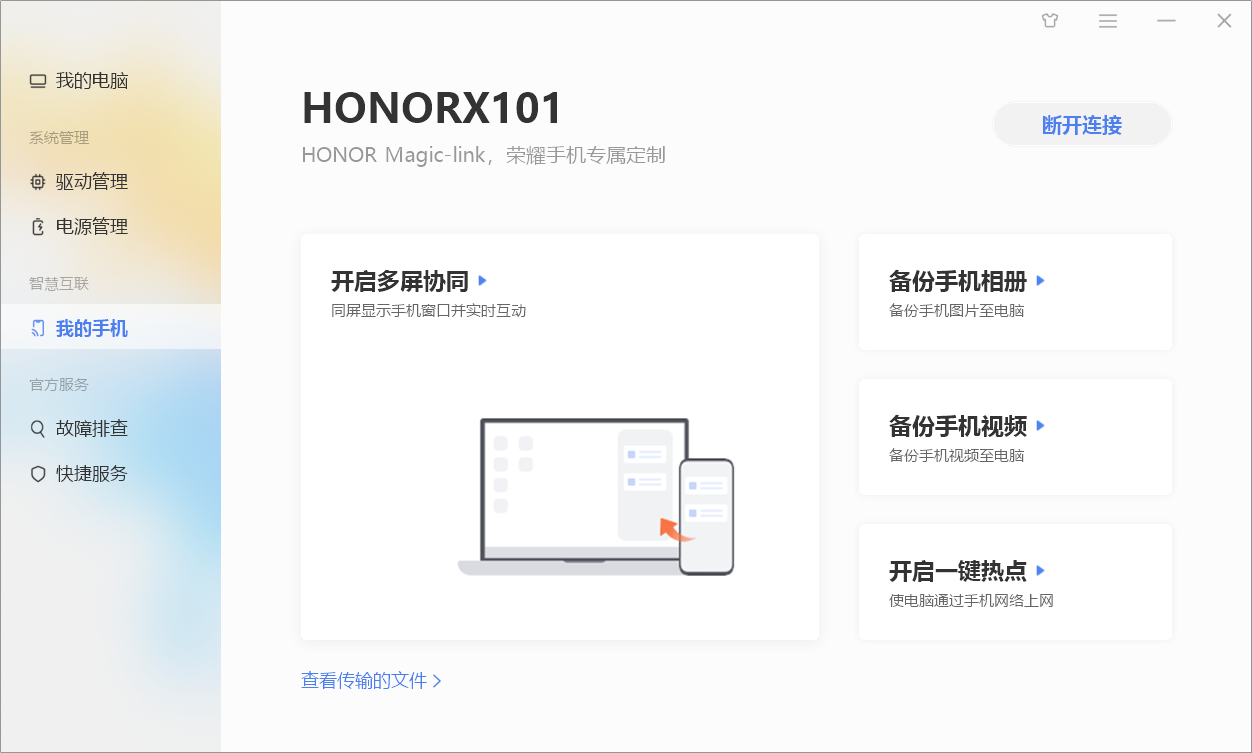 我的电脑
系统管理
驱动管理
电源管理
智慧互联
我的手机
官方服务
故障排查
快捷服务
HONORX101
HONOR Magic-link，荣耀手机专属定制
断开连接
开启多屏协同
同屏显示手机窗口并实时互动
备份手机相册
备份手机图片至电脑
备份手机视频
备份手机视频至电脑
开启一键热点
使电脑通过手机网络上网
查看传输的文件